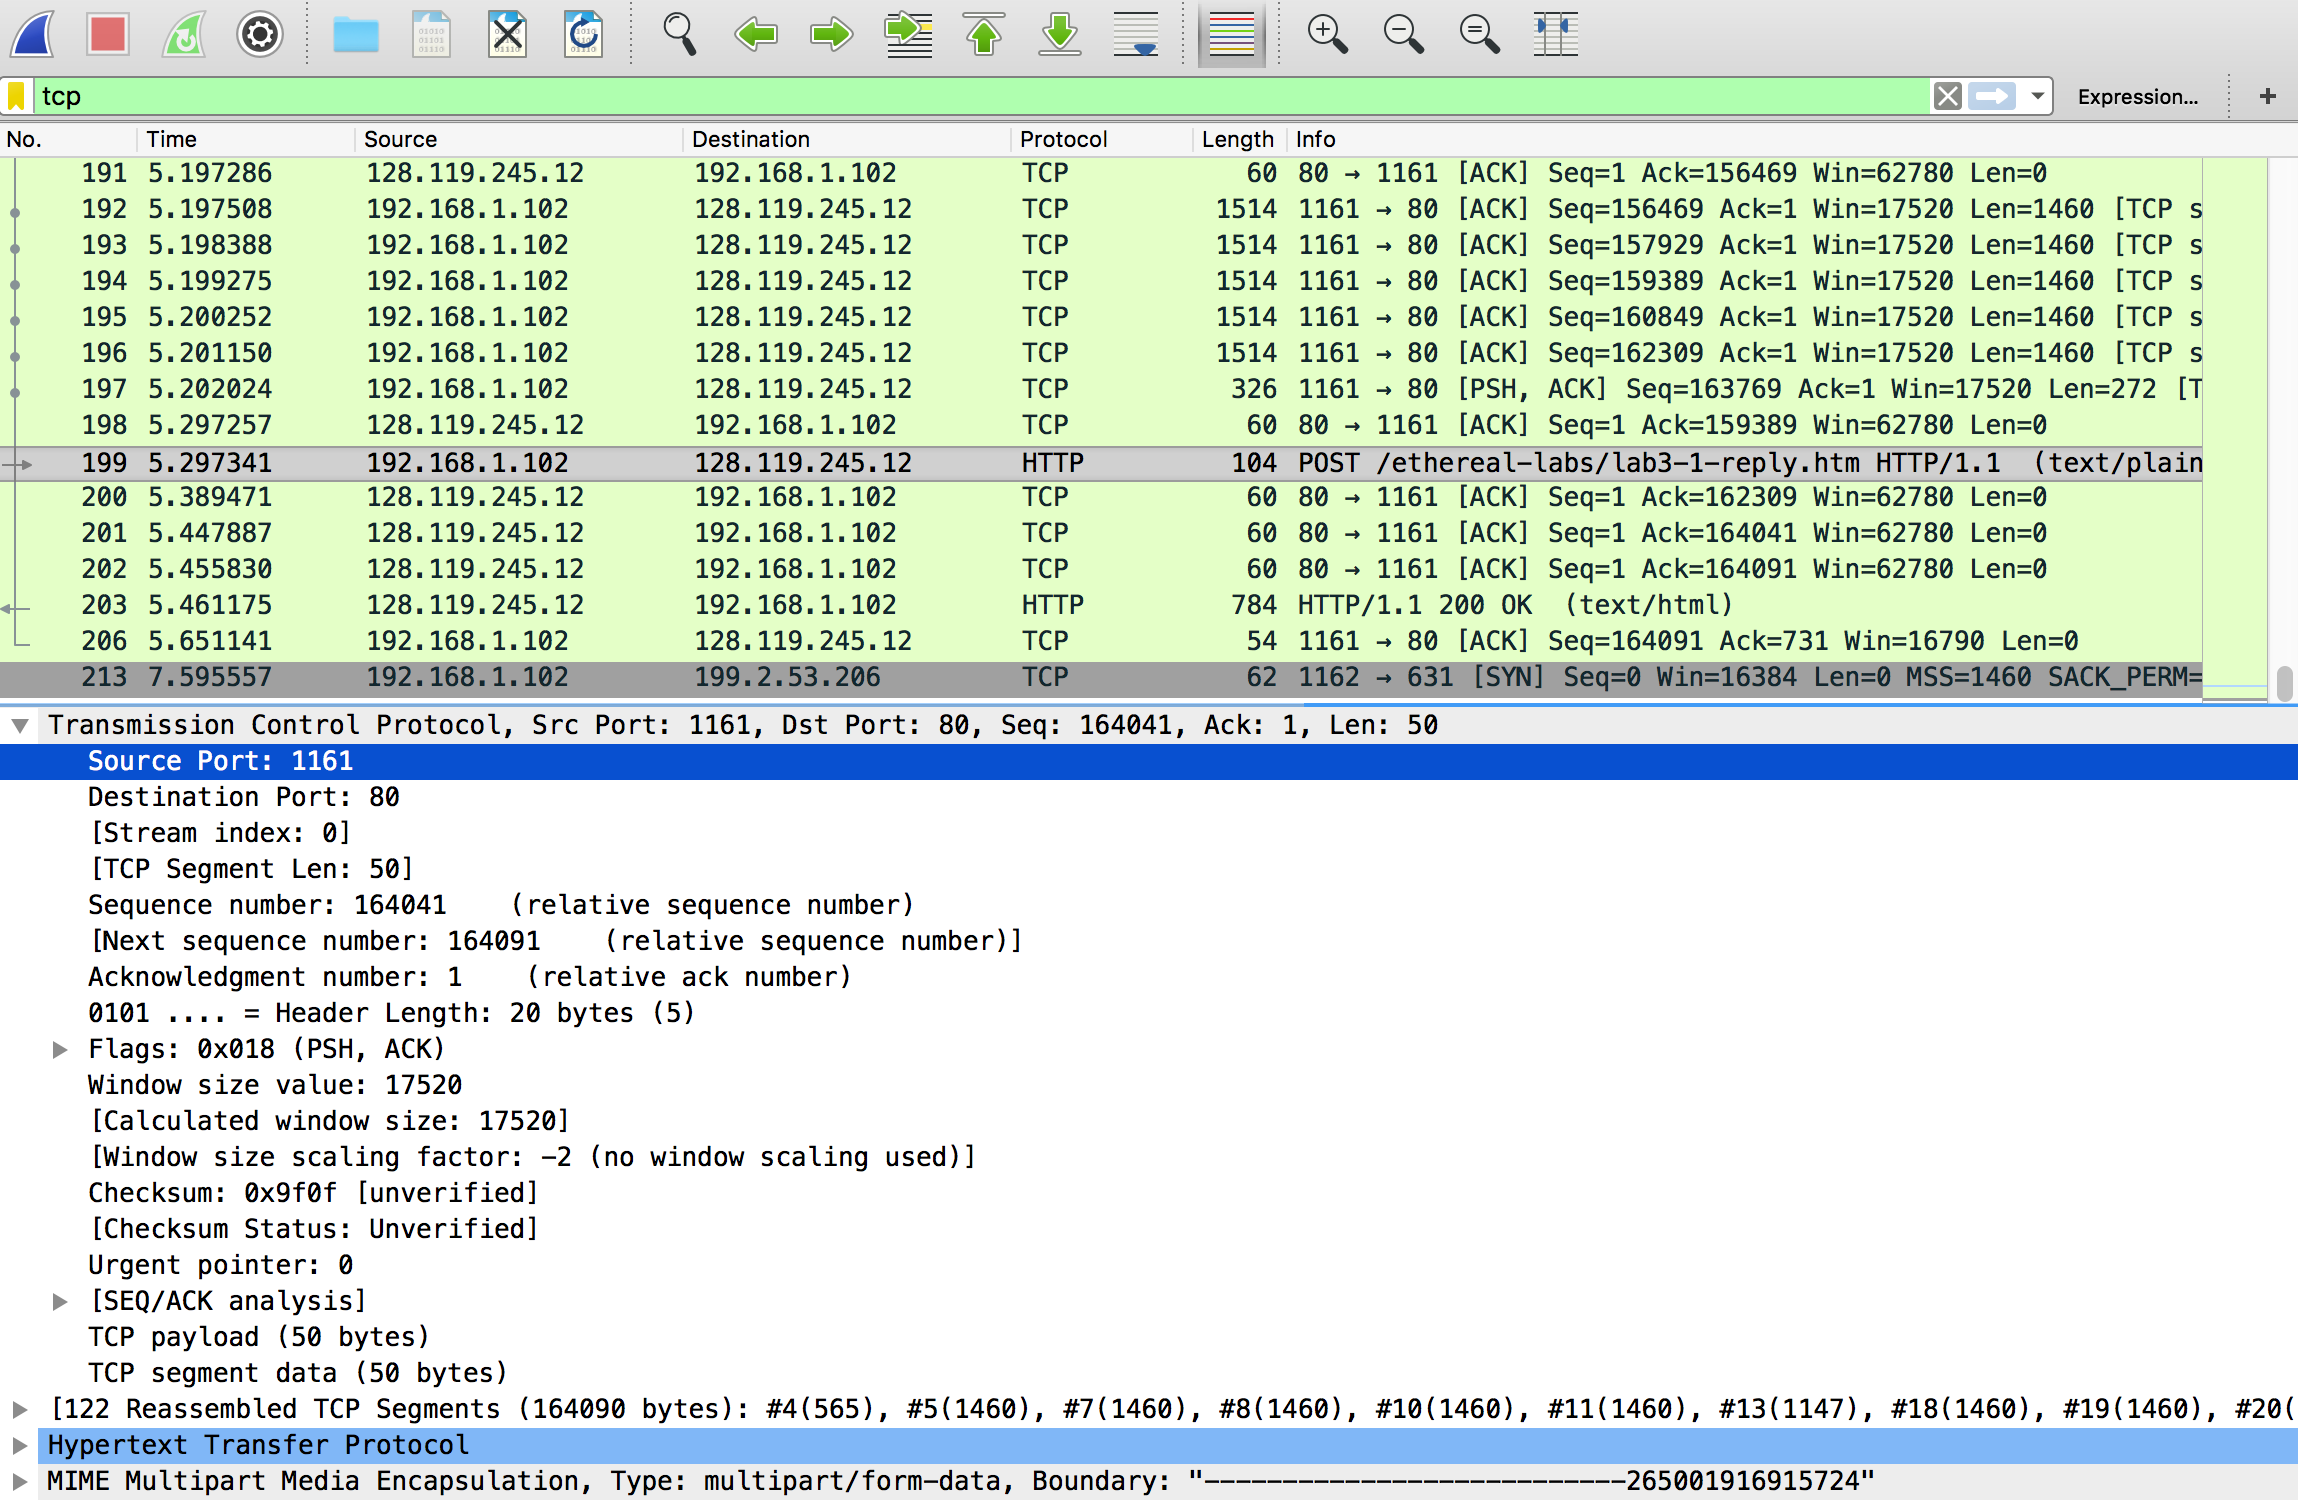 tcp Expression... +
No. Time Source Destination Protocol Length Info
191 5.197286 128.119.245.12 192.168.1.102 TCP 60 80 → 1161 [ACK] Seq=1 Ack=156469 Win=62780 Len=0
192 5.197508 192.168.1.102 128.119.245.12 TCP 1514 1161 → 80 [ACK] Seq=156469 Ack=1 Win=17520 Len=1460 [TCP s
193 5.198388 192.168.1.102 128.119.245.12 TCP 1514 1161 → 80 [ACK] Seq=157929 Ack=1 Win=17520 Len=1460 [TCP s
194 5.199275 192.168.1.102 128.119.245.12 TCP 1514 1161 → 80 [ACK] Seq=159389 Ack=1 Win=17520 Len=1460 [TCP s
195 5.200252 192.168.1.102 128.119.245.12 TCP 1514 1161 → 80 [ACK] Seq=160849 Ack=1 Win=17520 Len=1460 [TCP s
196 5.201150 192.168.1.102 128.119.245.12 TCP 1514 1161 → 80 [ACK] Seq=162309 Ack=1 Win=17520 Len=1460 [TCP s
197 5.202024 192.168.1.102 128.119.245.12 TCP 326 1161 → 80 [PSH, ACK] Seq=163769 Ack=1 Win=17520 Len=272 [T
198 5.297257 128.119.245.12 192.168.1.102 TCP 60 80 → 1161 [ACK] Seq=1 Ack=159389 Win=62780 Len=0
199 5.297341 192.168.1.102 128.119.245.12 HTTP 104 POST /ethereal-labs/lab3-1-reply.htm HTTP/1.1 (text/plain
200 5.389471 128.119.245.12 192.168.1.102 TCP 60 80 → 1161 [ACK] Seq=1 Ack=162309 Win=62780 Len=0
201 5.447887 128.119.245.12 192.168.1.102 TCP 60 80 → 1161 [ACK] Seq=1 Ack=164041 Win=62780 Len=0
202 5.455830 128.119.245.12 192.168.1.102 TCP 60 80 → 1161 [ACK] Seq=1 Ack=164091 Win=62780 Len=0
203 5.461175 128.119.245.12 192.168.1.102 HTTP 784 HTTP/1.1 200 OK (text/html)
206 5.651141 192.168.1.102 128.119.245.12 TCP 54 1161 → 80 [ACK] Seq=164091 Ack=731 Win=16790 Len=0
213 7.595557 192.168.1.102 199.2.53.206 TCP 62 1162 → 631 [SYN] Seq=0 Win=16384 Len=0 MSS=1460 SACK_PERM=
Transmission Control Protocol, Src Port: 1161, Dst Port: 80, Seq: 164041, Ack: 1, Len: 50
Source Port: 1161
Destination Port: 80
[Stream index: 0]
[TCP Segment Len: 50]
Sequence number: 164041 (relative sequence number)
[Next sequence number: 164091 (relative sequence number)]
Acknowledgment number: 1 (relative ack number)
0101 .... = Header Length: 20 bytes (5)
Flags: 0x018 (PSH, ACK)
Window size value: 17520
[Calculated window size: 17520]
[Window size scaling factor: -2 (no window scaling used)]
Checksum: 0x9f0f [unverified]
[Checksum Status: Unverified]
Urgent pointer: 0
[SEQ/ACK analysis]
TCP payload (50 bytes)
TCP segment data (50 bytes)
[122 Reassembled TCP Segments (164090 bytes): #4(565), #5(1460), #7(1460), #8(1460), #10(1460), #11(1460), #13(1147), #18(1460), #19(1460), #20(
Hypertext Transfer Protocol
MIME Multipart Media Encapsulation, Type: multipart/form-data, Boundary: "---------------------------265001916915724"